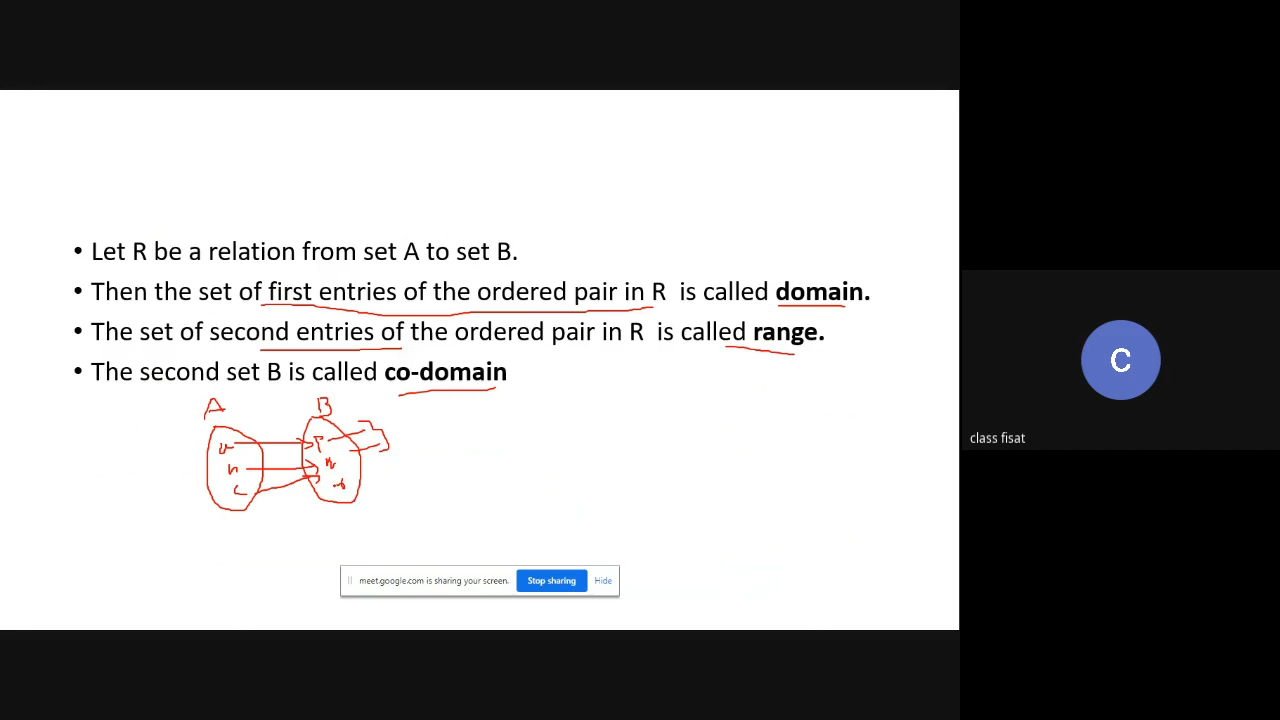 • Let R be a relation from set A to set B.
• Then the set of first entries of the ordered pair in R is called domain.
• The set of second entries of the ordered pair in R is called range.
• The second set B is called co-domain
A B
C
class fisat
meet.google.com is sharing your screen. Stop sharing Hide